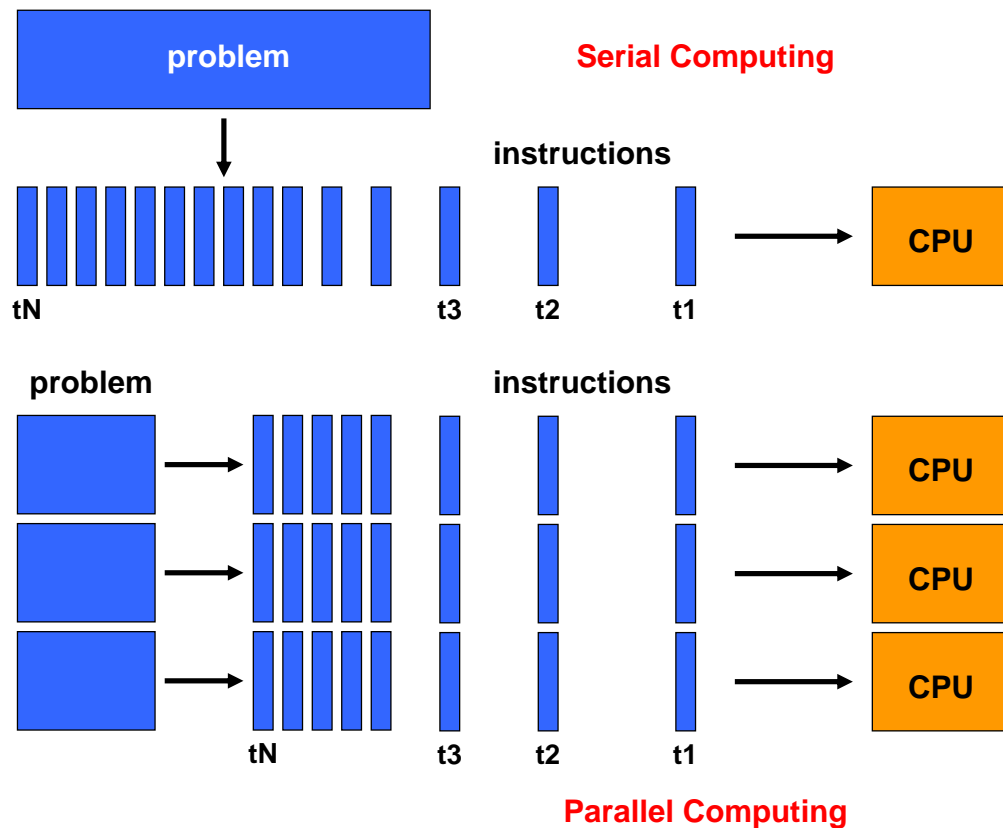 problem
Serial Computing
instructions
CPU
tN t3 t2 t1
problem
instructions
CPU
CPU
CPU
tN t3 t2 t1
Parallel Computing